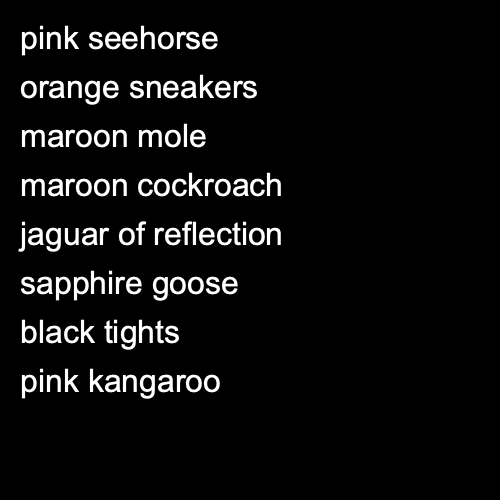 pink seehorse
orange sneakers
maroon mole
maroon cockroach
jaguar of reflection
sapphire goose
black tights
pink kangaroo